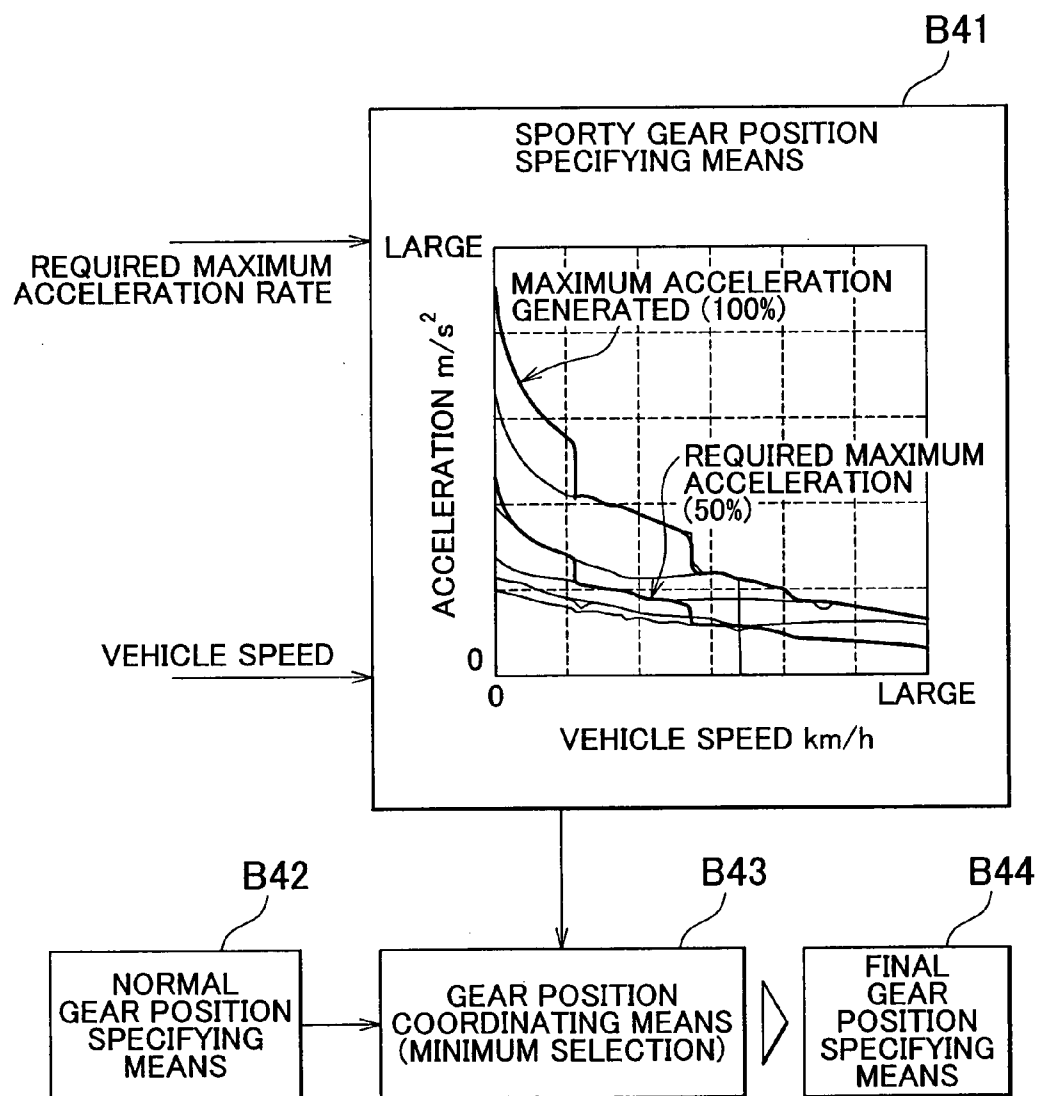 B41
SPORTY GEAR POSITION
SPECIFYING MEANS
REQUIRED MAXIMUM
ACCELERATION RATE
LARGE
MAXIMUM ACCELERATION
GENERATED (100%)
ACCELERATION m/s²
REQUIRED MAXIMUM
ACCELERATION
(50%)
VEHICLE SPEED
0
0
LARGE
VEHICLE SPEED km/h
B42
B43
B44
NORMAL
GEAR POSITION
SPECIFYING
MEANS
GEAR POSITION
COORDINATING MEANS
(MINIMUM SELECTION)
FINAL
GEAR
POSITION
SPECIFYING
MEANS